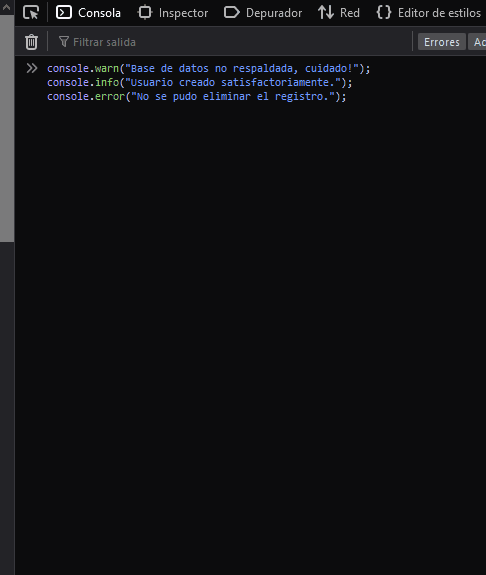 Consola Inspector Depurador Red Editor de estilos
Filtrar salida Errores
console.warn("Base de datos no respaldada, cuidado!");
console.info("Usuario creado satisfactoriamente.");
console.error("No se pudo eliminar el registro.");